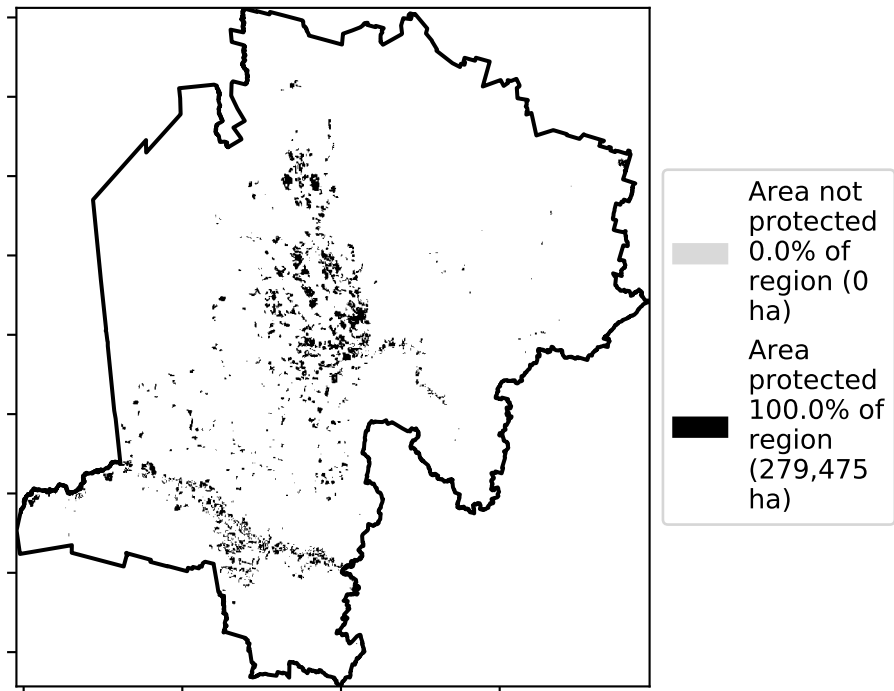 Area not
protected
0.0% of
region (0
ha)
Area
protected
100.0% of
region
(279,475
ha)